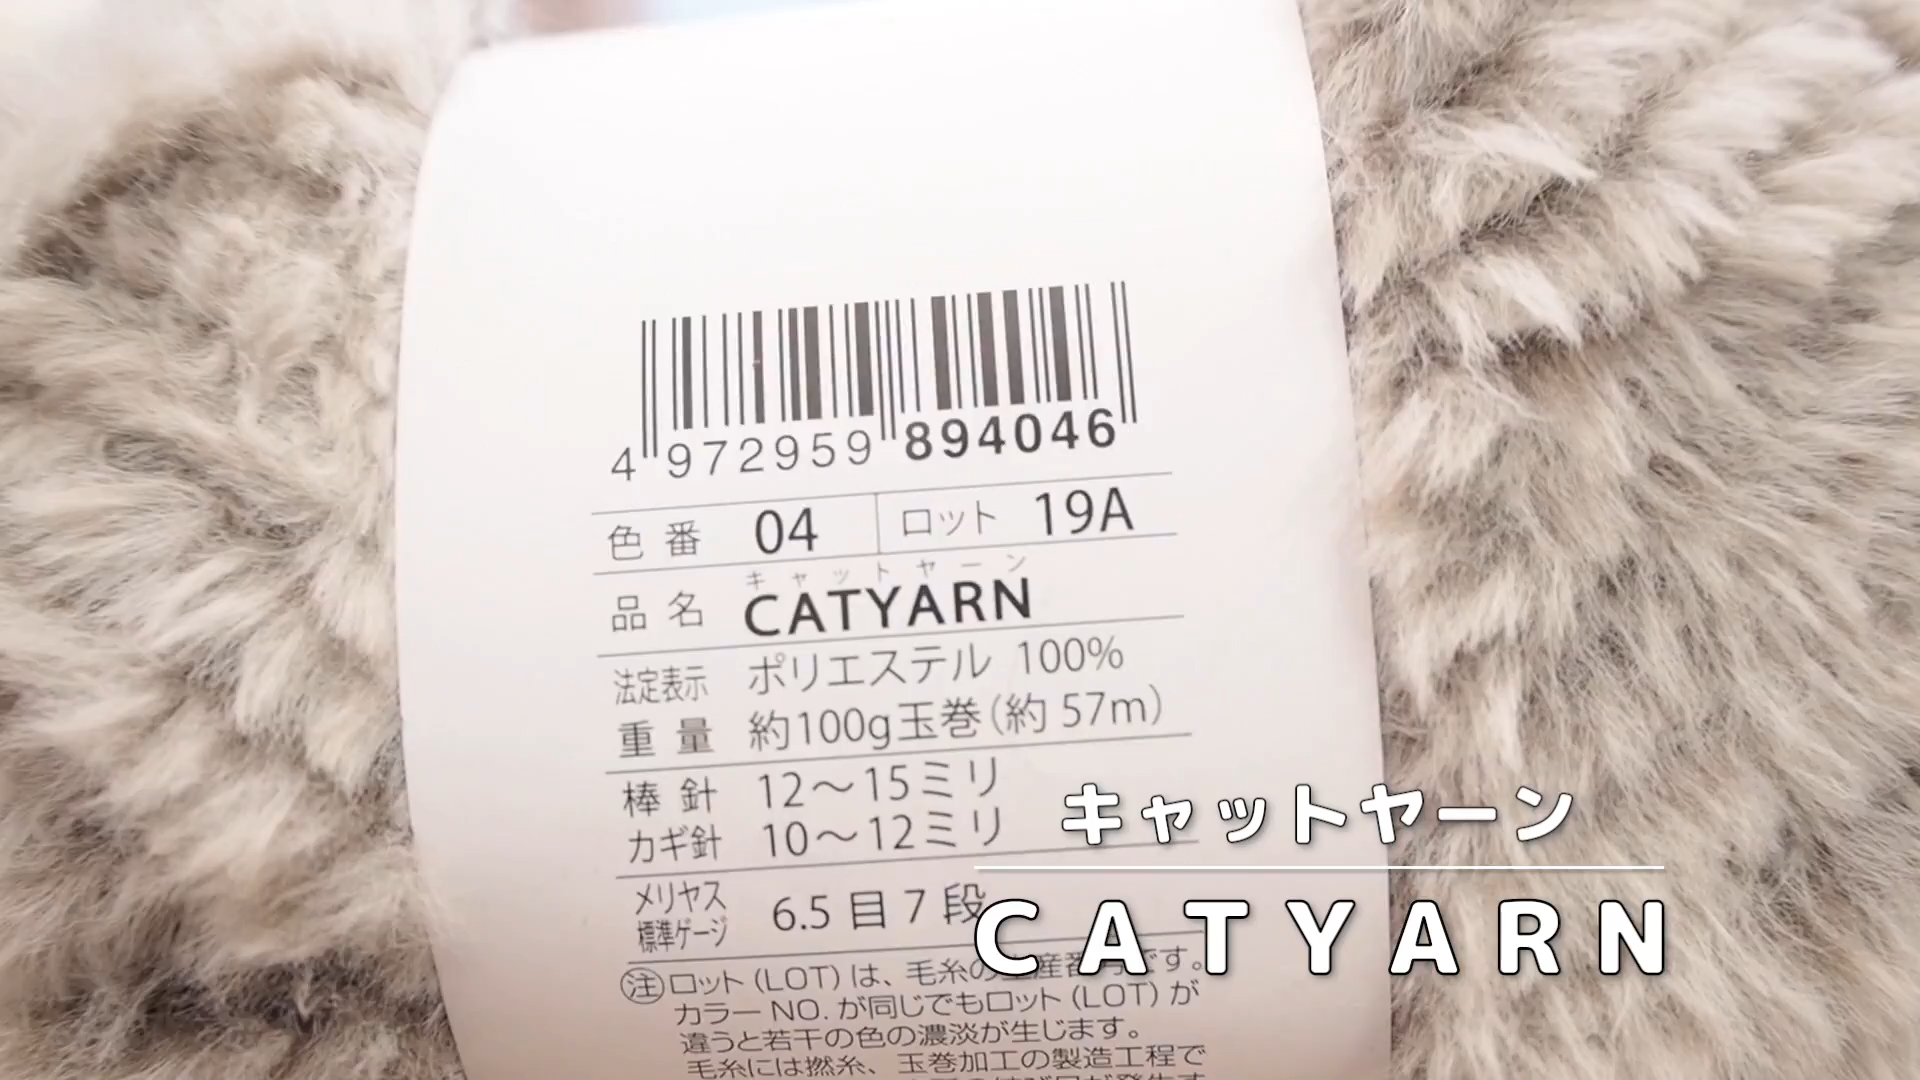 4 972959 894046
色番 04 ロット 19A
キャットヤーン
品名 CATYARN
法定表示 ポリエステル 100%
重量 約100g玉巻(約 57m)
棒針 12〜15ミリ
カギ針 10〜12ミリ
メリヤス
標準ゲージ 6.5 目 7 段
注 ロット(LOT)は、毛糸の生産番号です。
カラーNO.が同じでもロット(LOT)が
違うと若干の色の濃淡が生じます。
毛糸には撚糸、玉巻加工の製造工程で
キャットヤーン
CATYARN